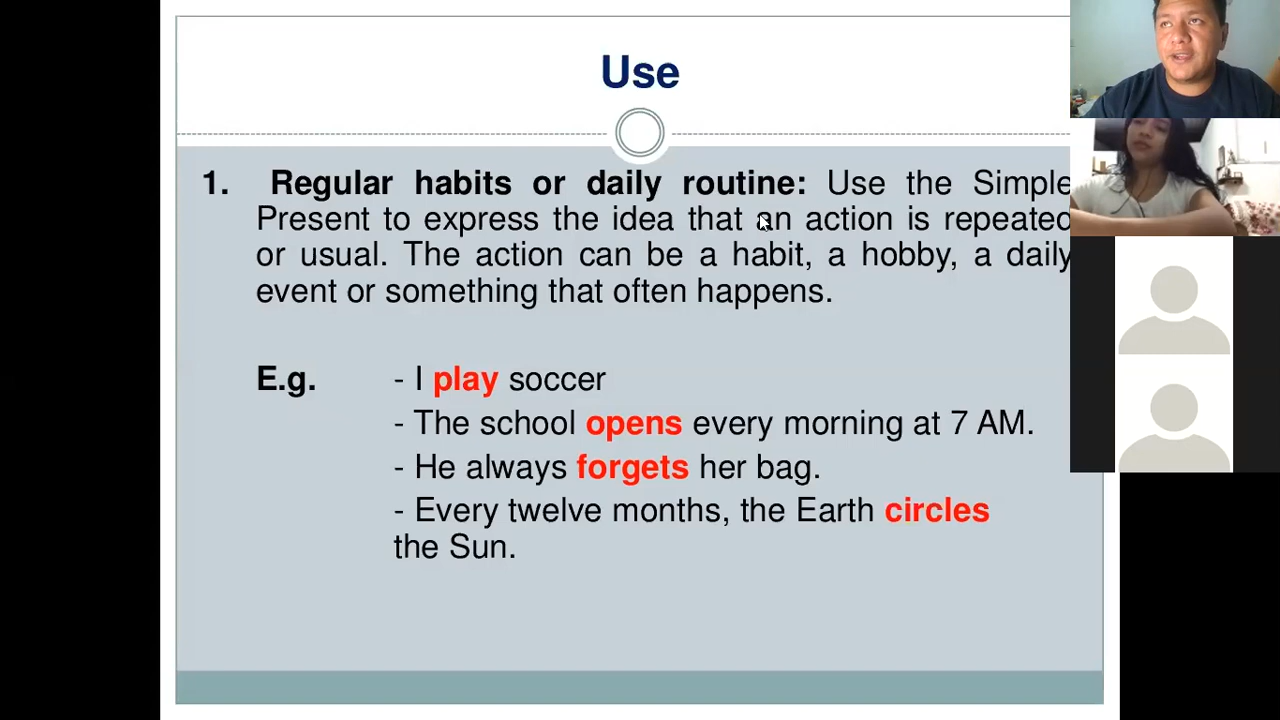 Use
1. Regular habits or daily routine: Use the Simple
Present to express the idea that an action is repeated
or usual. The action can be a habit, a hobby, a daily
event or something that often happens.
E.g. - I play soccer
- The school opens every morning at 7 AM.
- He always forgets her bag.
- Every twelve months, the Earth circles
the Sun.